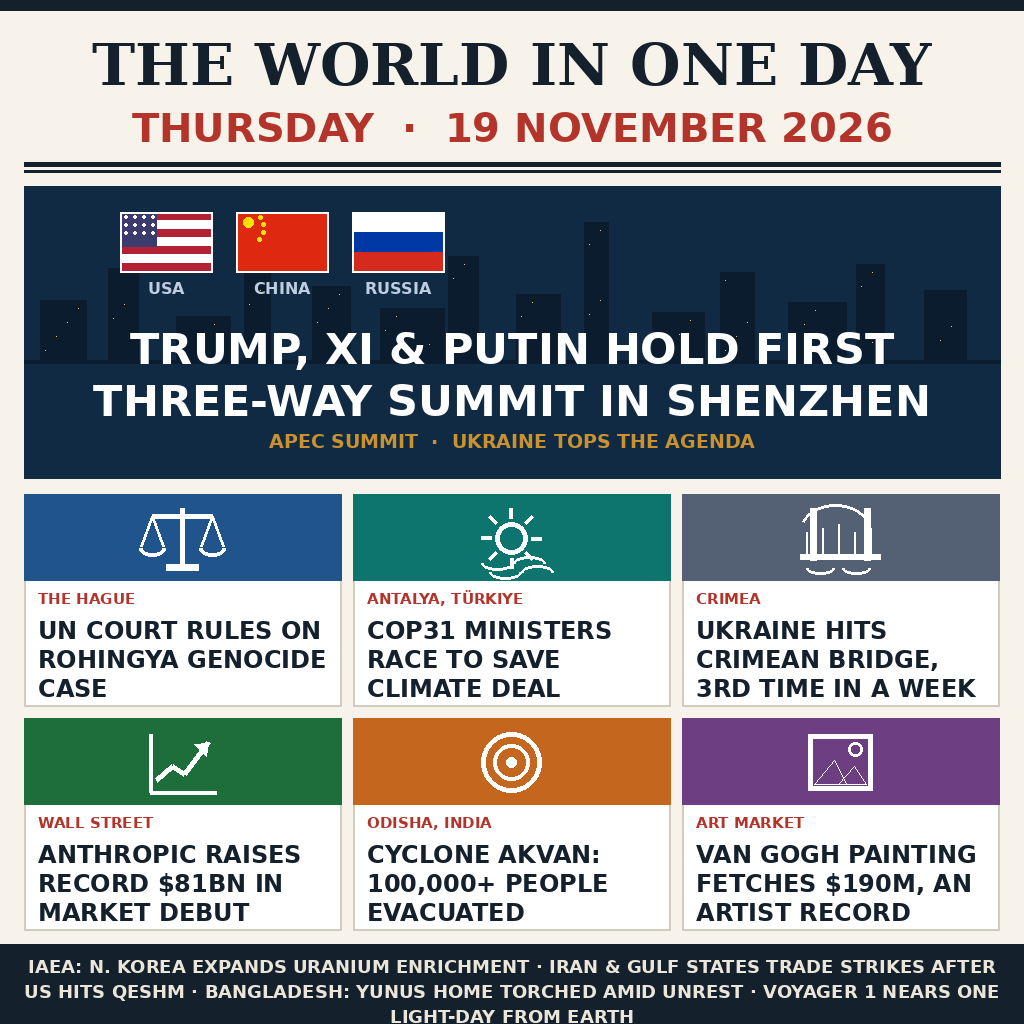 THE WORLD IN ONE DAY
THURSDAY · 19 NOVEMBER 2026
USA
CHINA
RUSSIA
TRUMP, XI & PUTIN HOLD FIRST
THREE-WAY SUMMIT IN SHENZHEN
APEC SUMMIT · UKRAINE TOPS THE AGENDA
THE HAGUE
UN COURT RULES ON
ROHINGYA GENOCIDE
CASE
ANTALYA, TÜRKIYE
COP31 MINISTERS
RACE TO SAVE
CLIMATE DEAL
CRIMEA
UKRAINE HITS
CRIMEAN BRIDGE,
3RD TIME IN A WEEK
WALL STREET
ANTHROPIC RAISES
RECORD $81BN IN
MARKET DEBUT
ODISHA, INDIA
CYCLONE AKVAN:
100,000+ PEOPLE
EVACUATED
ART MARKET
VAN GOGH PAINTING
FETCHES $190M, AN
ARTIST RECORD
IAEA: N. KOREA EXPANDS URANIUM ENRICHMENT · IRAN & GULF STATES TRADE STRIKES AFTER
US HITS QESHM · BANGLADESH: YUNUS HOME TORCHED AMID UNREST · VOYAGER 1 NEARS ONE
LIGHT-DAY FROM EARTH